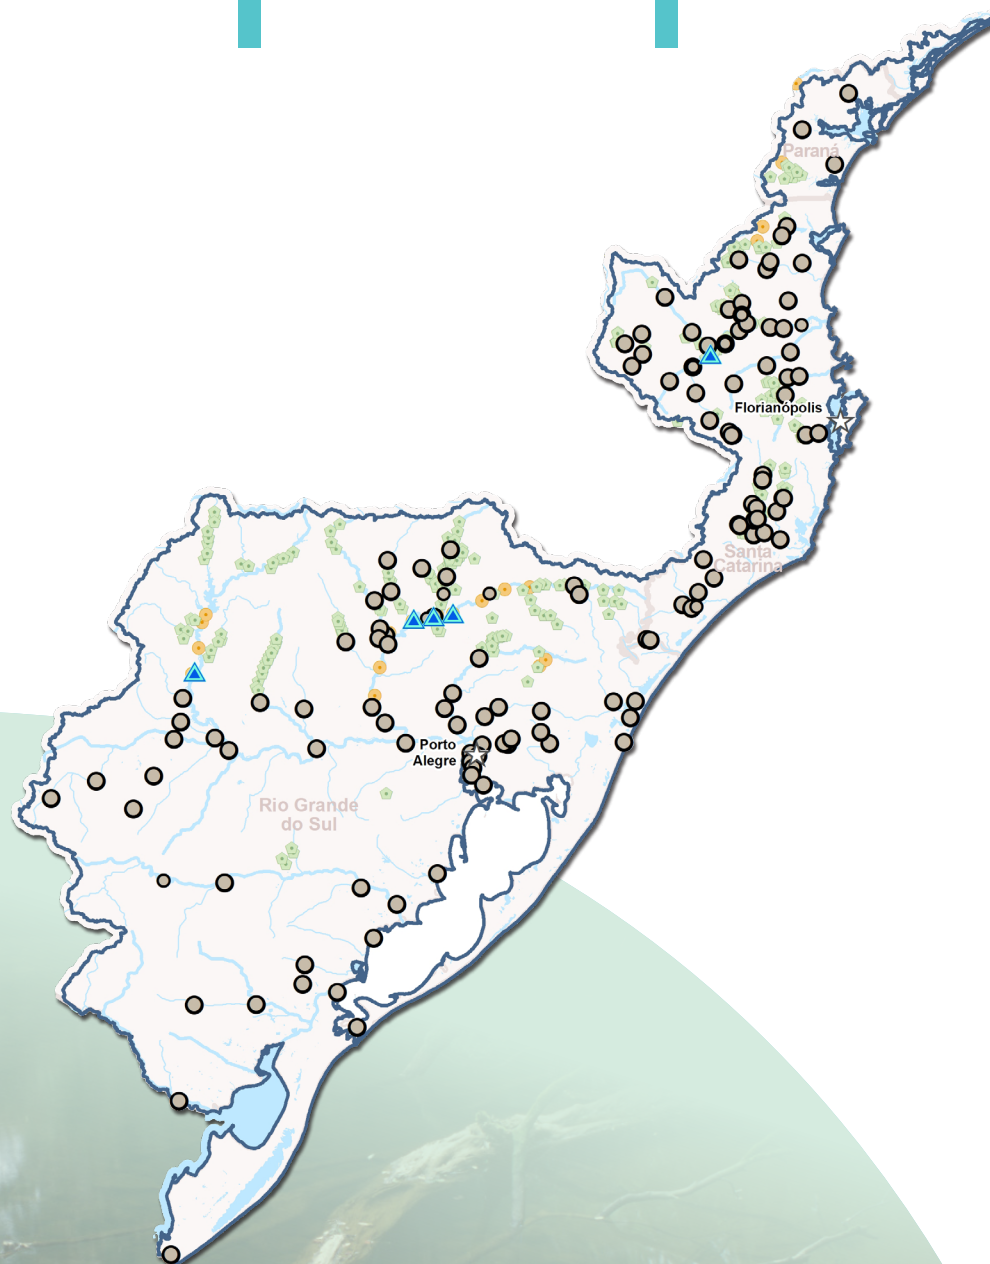 Paraná
Florianópolis
Santa
Catarina
Porto
Alegre
Rio Grande
do Sul